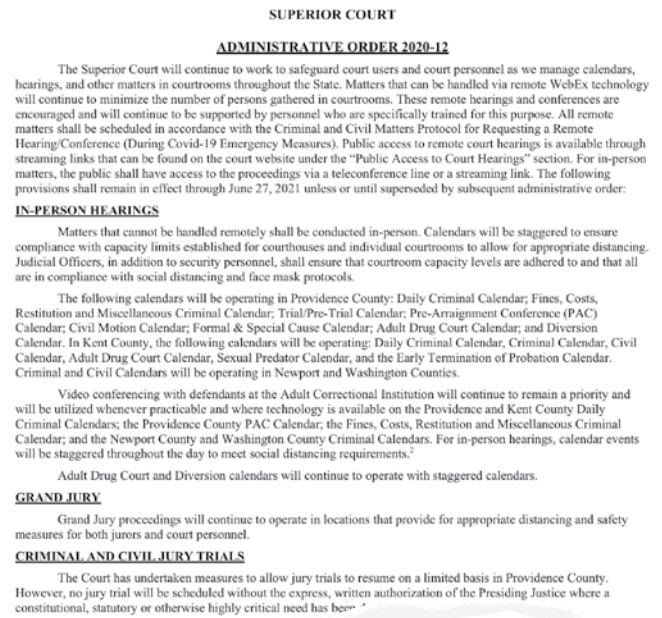 SUPERIOR COURT
ADMINISTRATIVE ORDER 2020-12
The Superior Court will continue to work to safeguard court users and court personnel as we manage calendars,
hearings, and other matters in courtrooms throughout the State. Matters that can be handled via remote WebEx technology
will continue to minimize the number of persons gathered in courtrooms. These remote hearings and conferences are
encouraged and will continue to be supported by personnel who are specifically trained for this purpose. All remote
matters shall be scheduled in accordance with the Criminal and Civil Matters Protocol for Requesting a Remote
Hearing/Conference (During Covid-19 Emergency Measures). Public access to remote court hearings is available through
streaming links that can be found on the court website under the “Public Access to Court Hearings” section. For in-person
matters, the public shall have access to the proceedings via a teleconference line or a streaming link. The following
provisions shall remain in effect through June 27, 2021 unless or until superseded by subsequent administrative order:
IN-PERSON HEARINGS
Matters that cannot be handled remotely shall be conducted in-person. Calendars will be staggered to ensure
compliance with capacity limits established for courthouses and individual courtrooms to allow for appropriate distancing.
Judicial Officers, in addition to security personnel, shall ensure that courtroom capacity levels are adhered to and that all
are in compliance with social distancing and face mask protocols.
The following calendars will be operating in Providence County: Daily Criminal Calendar; Fines, Costs,
Restitution and Miscellaneous Criminal Calendar; Trial/Pre-Trial Calendar; Pre-Arraignment Conference (PAC)
Calendar; Civil Motion Calendar; Formal & Special Cause Calendar; Adult Drug Court Calendar; and Diversion
Calendar. In Kent County, the following calendars will be operating: Daily Criminal Calendar, Criminal Calendar, Civil
Calendar, Adult Drug Court Calendar, Sexual Predator Calendar, and the Early Termination of Probation Calendar.
Criminal and Civil Calendars will be operating in Newport and Washington Counties.
Video conferencing with defendants at the Adult Correctional Institution will continue to remain a priority and
will be utilized whenever practicable and where technology is available on the Providence and Kent County Daily
Criminal Calendars; the Providence County PAC Calendar; the Fines, Costs, Restitution and Miscellaneous Criminal
Calendar; and the Newport County and Washington County Criminal Calendars. For in-person hearings, calendar events
will be staggered throughout the day to meet social distancing requirements.²
Adult Drug Court and Diversion calendars will continue to operate with staggered calendars.
GRAND JURY
Grand Jury proceedings will continue to operate in locations that provide for appropriate distancing and safety
measures for both jurors and court personnel.
CRIMINAL AND CIVIL JURY TRIALS
The Court has undertaken measures to allow jury trials to resume on a limited basis in Providence County.
However, no jury trial will be scheduled without the express, written authorization of the Presiding Justice where a
constitutional, statutory or otherwise highly critical need has been